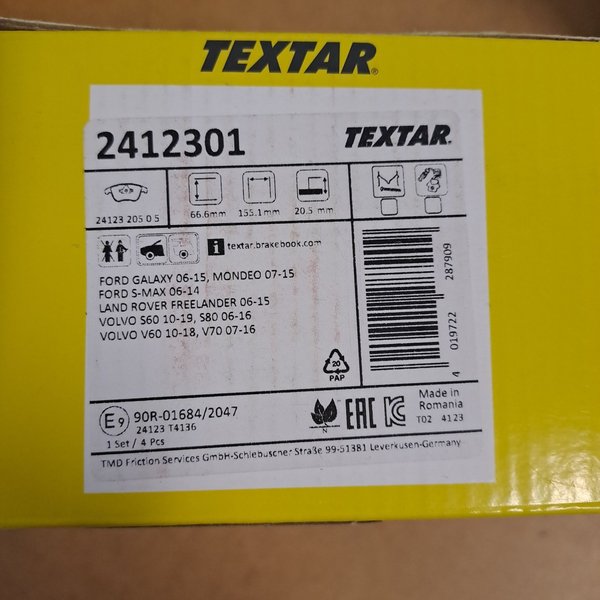 TEXTAR®
2412301 TEXTAR®
24123 205 0 5 66.6mm 155.1mm 20.5 mm
i textar.brakebook.com
FORD GALAXY 06-15, MONDEO 07-15
FORD S-MAX 06-14
LAND ROVER FREELANDER 06-15
VOLVO S60 10-19, S80 06-16
VOLVO V60 10-18, V70 07-16
4 019722 287909
20
PAP
E9 90R-01684/2047
24123 T4136
1 Set / 4 Pcs
N
EAC KC
Made in
Romania
T02 4123
TMD Friction Services GmbH-Schlebuscher Straße 99-51381 Leverkusen-Germany